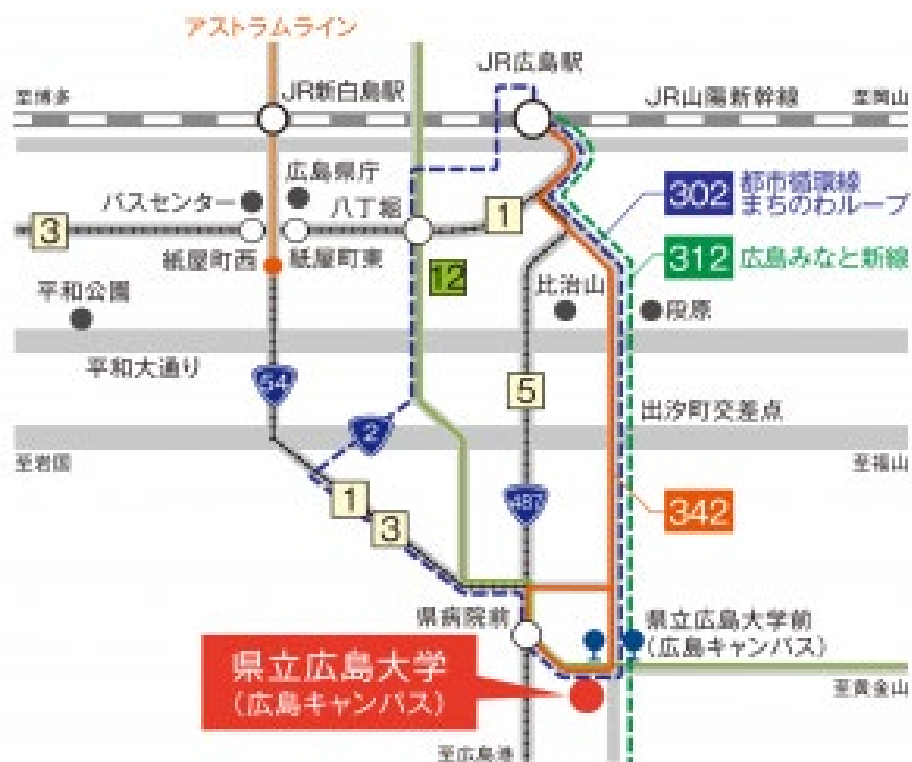 アストラムライン
JR広島駅
至博多
JR新白島駅
JR山陽新幹線
至岡山
広島県庁
バスセンター
八丁堀
1
302
都市循環線
まちのわループ
3
紙屋町西
紙屋町東
12
312
広島みなと新線
平和公園
比治山
段原
平和大通り
54
5
2
出汐町交差点
至岩国
至福山
1
487
342
3
県病院前
県立広島大学前
(広島キャンパス)
県立広島大学
(広島キャンパス)
至黄金山
至広島港